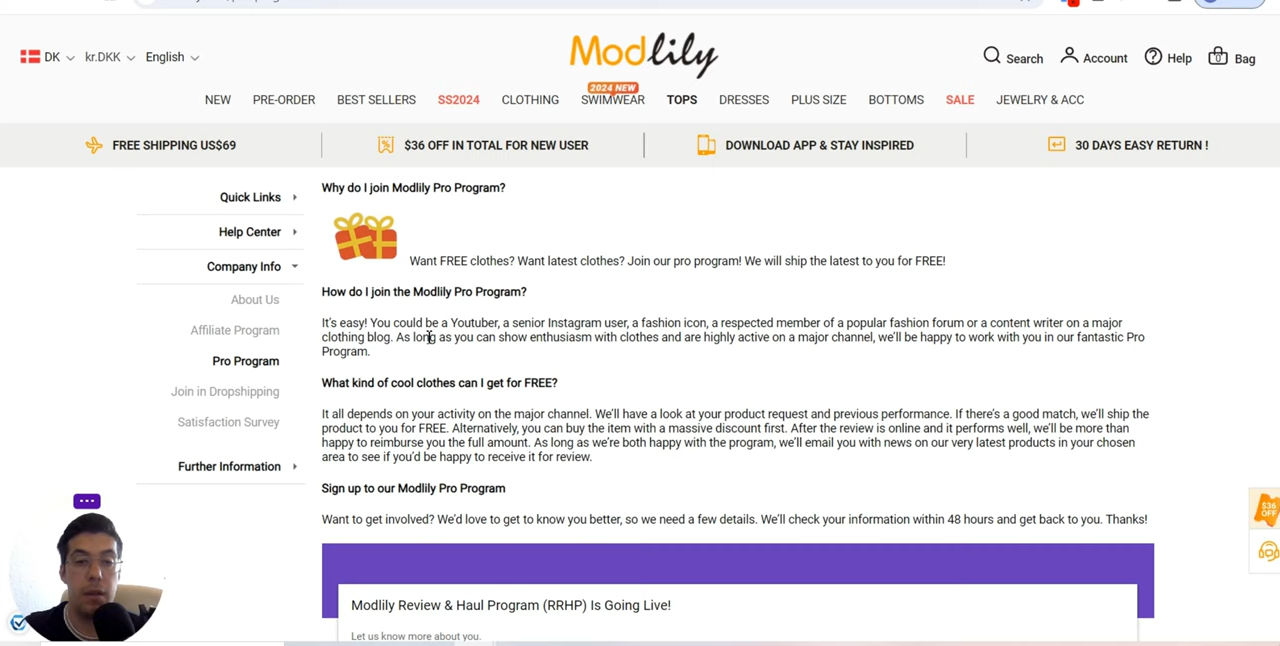 DK kr.DKK English
Modlily
Search Account Help 0 Bag
2024 NEW
NEW PRE-ORDER BEST SELLERS SS2024 CLOTHING SWIMWEAR TOPS DRESSES PLUS SIZE BOTTOMS SALE JEWELRY & ACC
FREE SHIPPING US$69 $36 OFF IN TOTAL FOR NEW USER DOWNLOAD APP & STAY INSPIRED 30 DAYS EASY RETURN !
Quick Links
Help Center
Company Info
About Us
Affiliate Program
Pro Program
Join in Dropshipping
Satisfaction Survey
Further Information
Why do I join Modlily Pro Program?
Want FREE clothes? Want latest clothes? Join our pro program! We will ship the latest to you for FREE!
How do I join the Modlily Pro Program?
It's easy! You could be a Youtuber, a senior Instagram user, a fashion icon, a respected member of a popular fashion forum or a content writer on a major
clothing blog. As long as you can show enthusiasm with clothes and are highly active on a major channel, we'll be happy to work with you in our fantastic Pro
Program.
What kind of cool clothes can I get for FREE?
It all depends on your activity on the major channel. We'll have a look at your product request and previous performance. If there's a good match, we'll ship the
product to you for FREE. Alternatively, you can buy the item with a massive discount first. After the review is online and it performs well, we'll be more than
happy to reimburse you the full amount. As long as we're both happy with the program, we'll email you with news on our very latest products in your chosen
area to see if you'd be happy to receive it for review.
Sign up to our Modlily Pro Program
Want to get involved? We'd love to get to know you better, so we need a few details. We'll check your information within 48 hours and get back to you. Thanks!
$36
OFF
Modlily Review & Haul Program (RRHP) Is Going Live!
Let us know more about you.